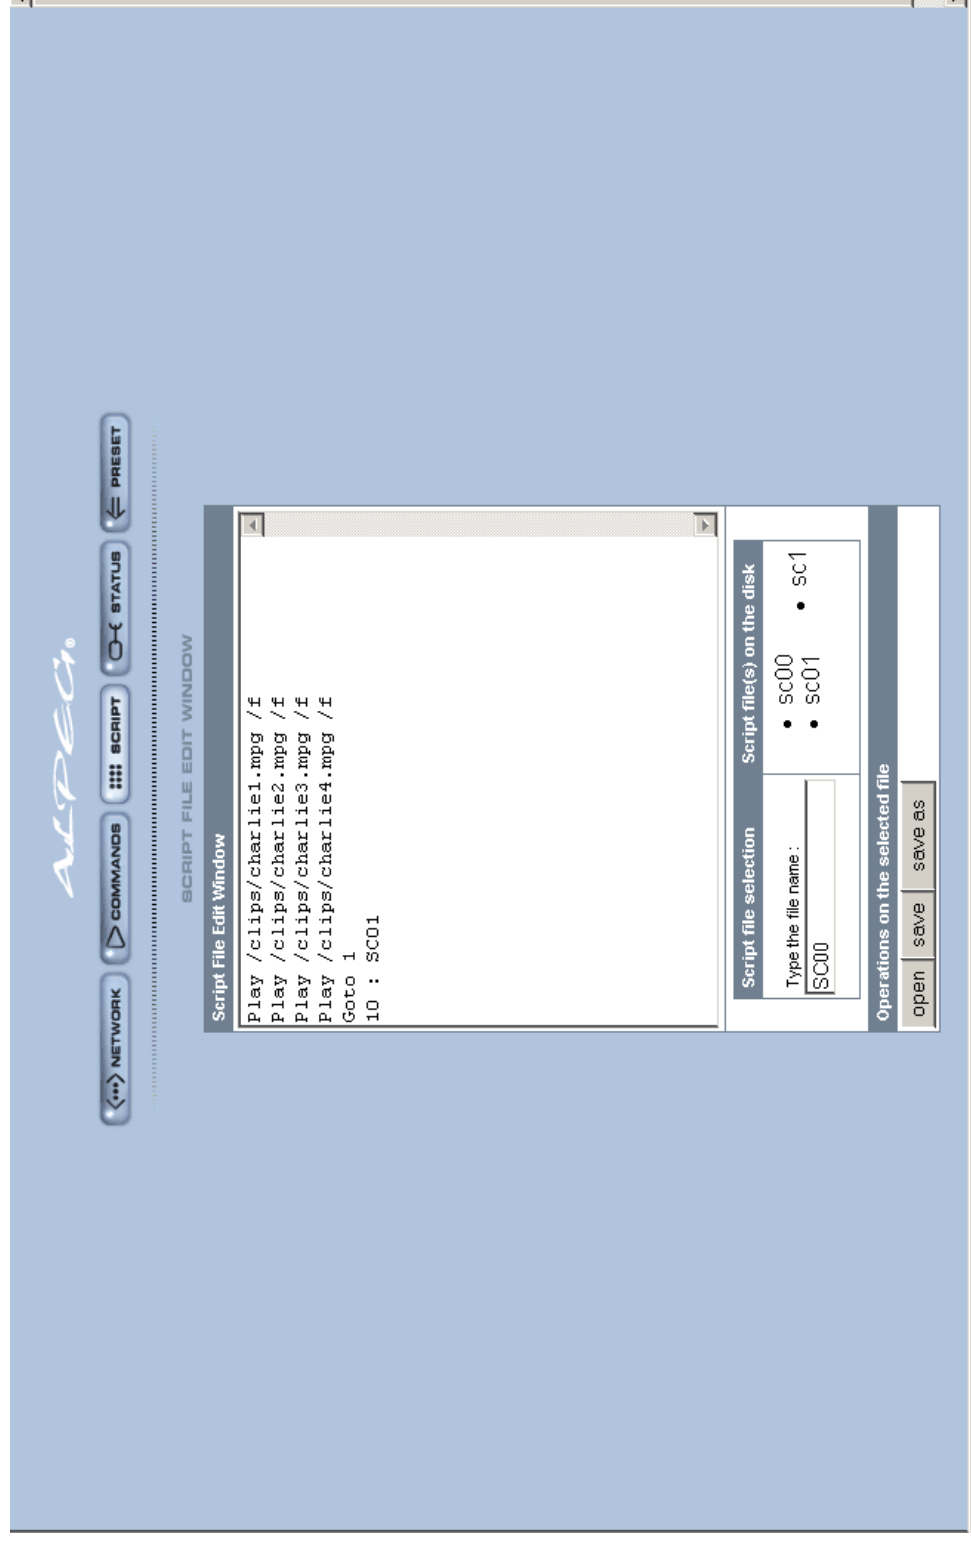 ALPEG.
NETWORK COMMANDS SCRIPT STATUS PRESET
SCRIPT FILE EDIT WINDOW
Script File Edit Window
Play /clips/charlie1.mpg /f
Play /clips/charlie2.mpg /f
Play /clips/charlie3.mpg /f
Play /clips/charlie4.mpg /f
Goto 1
10 : SC01
Script file selection Script file(s) on the disk
Type the file name :
SC00
• sc00
• sc01 • sc1
Operations on the selected file
open save save as